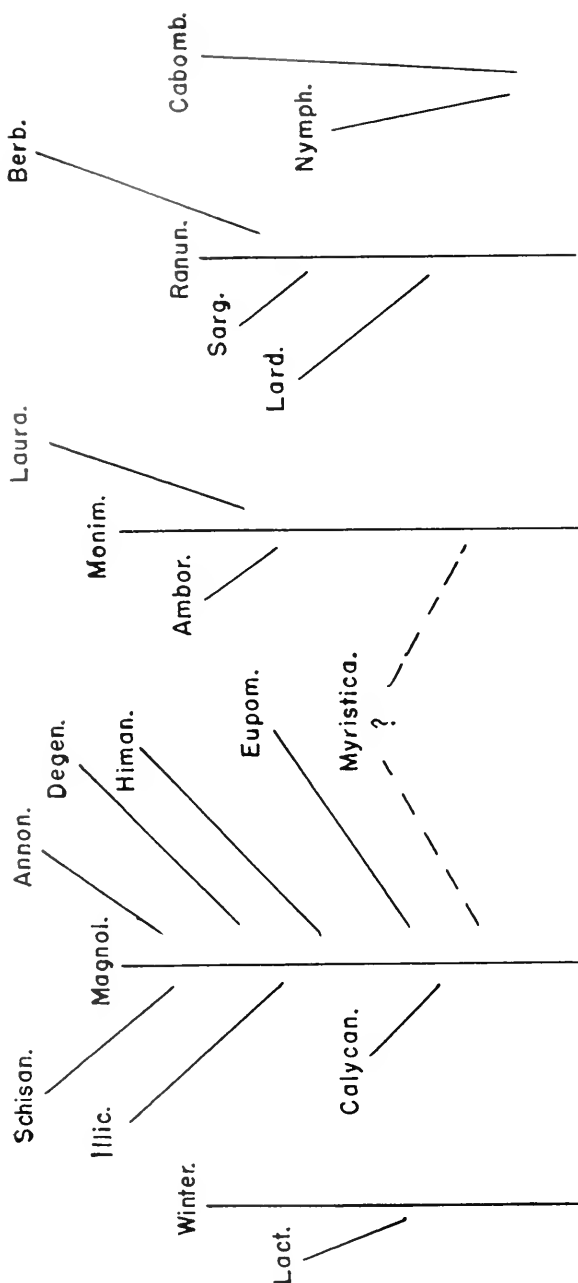 Lact.
Winter.
Illic.
Schisan.
Calycan.
Magnol.
Annon.
Degen.
Himan.
Eupom.
Myristica.
?
Ambor.
Monim.
Laura.
Lard.
Sarg.
Ranun.
Berb.
Nymph.
Cabomb.